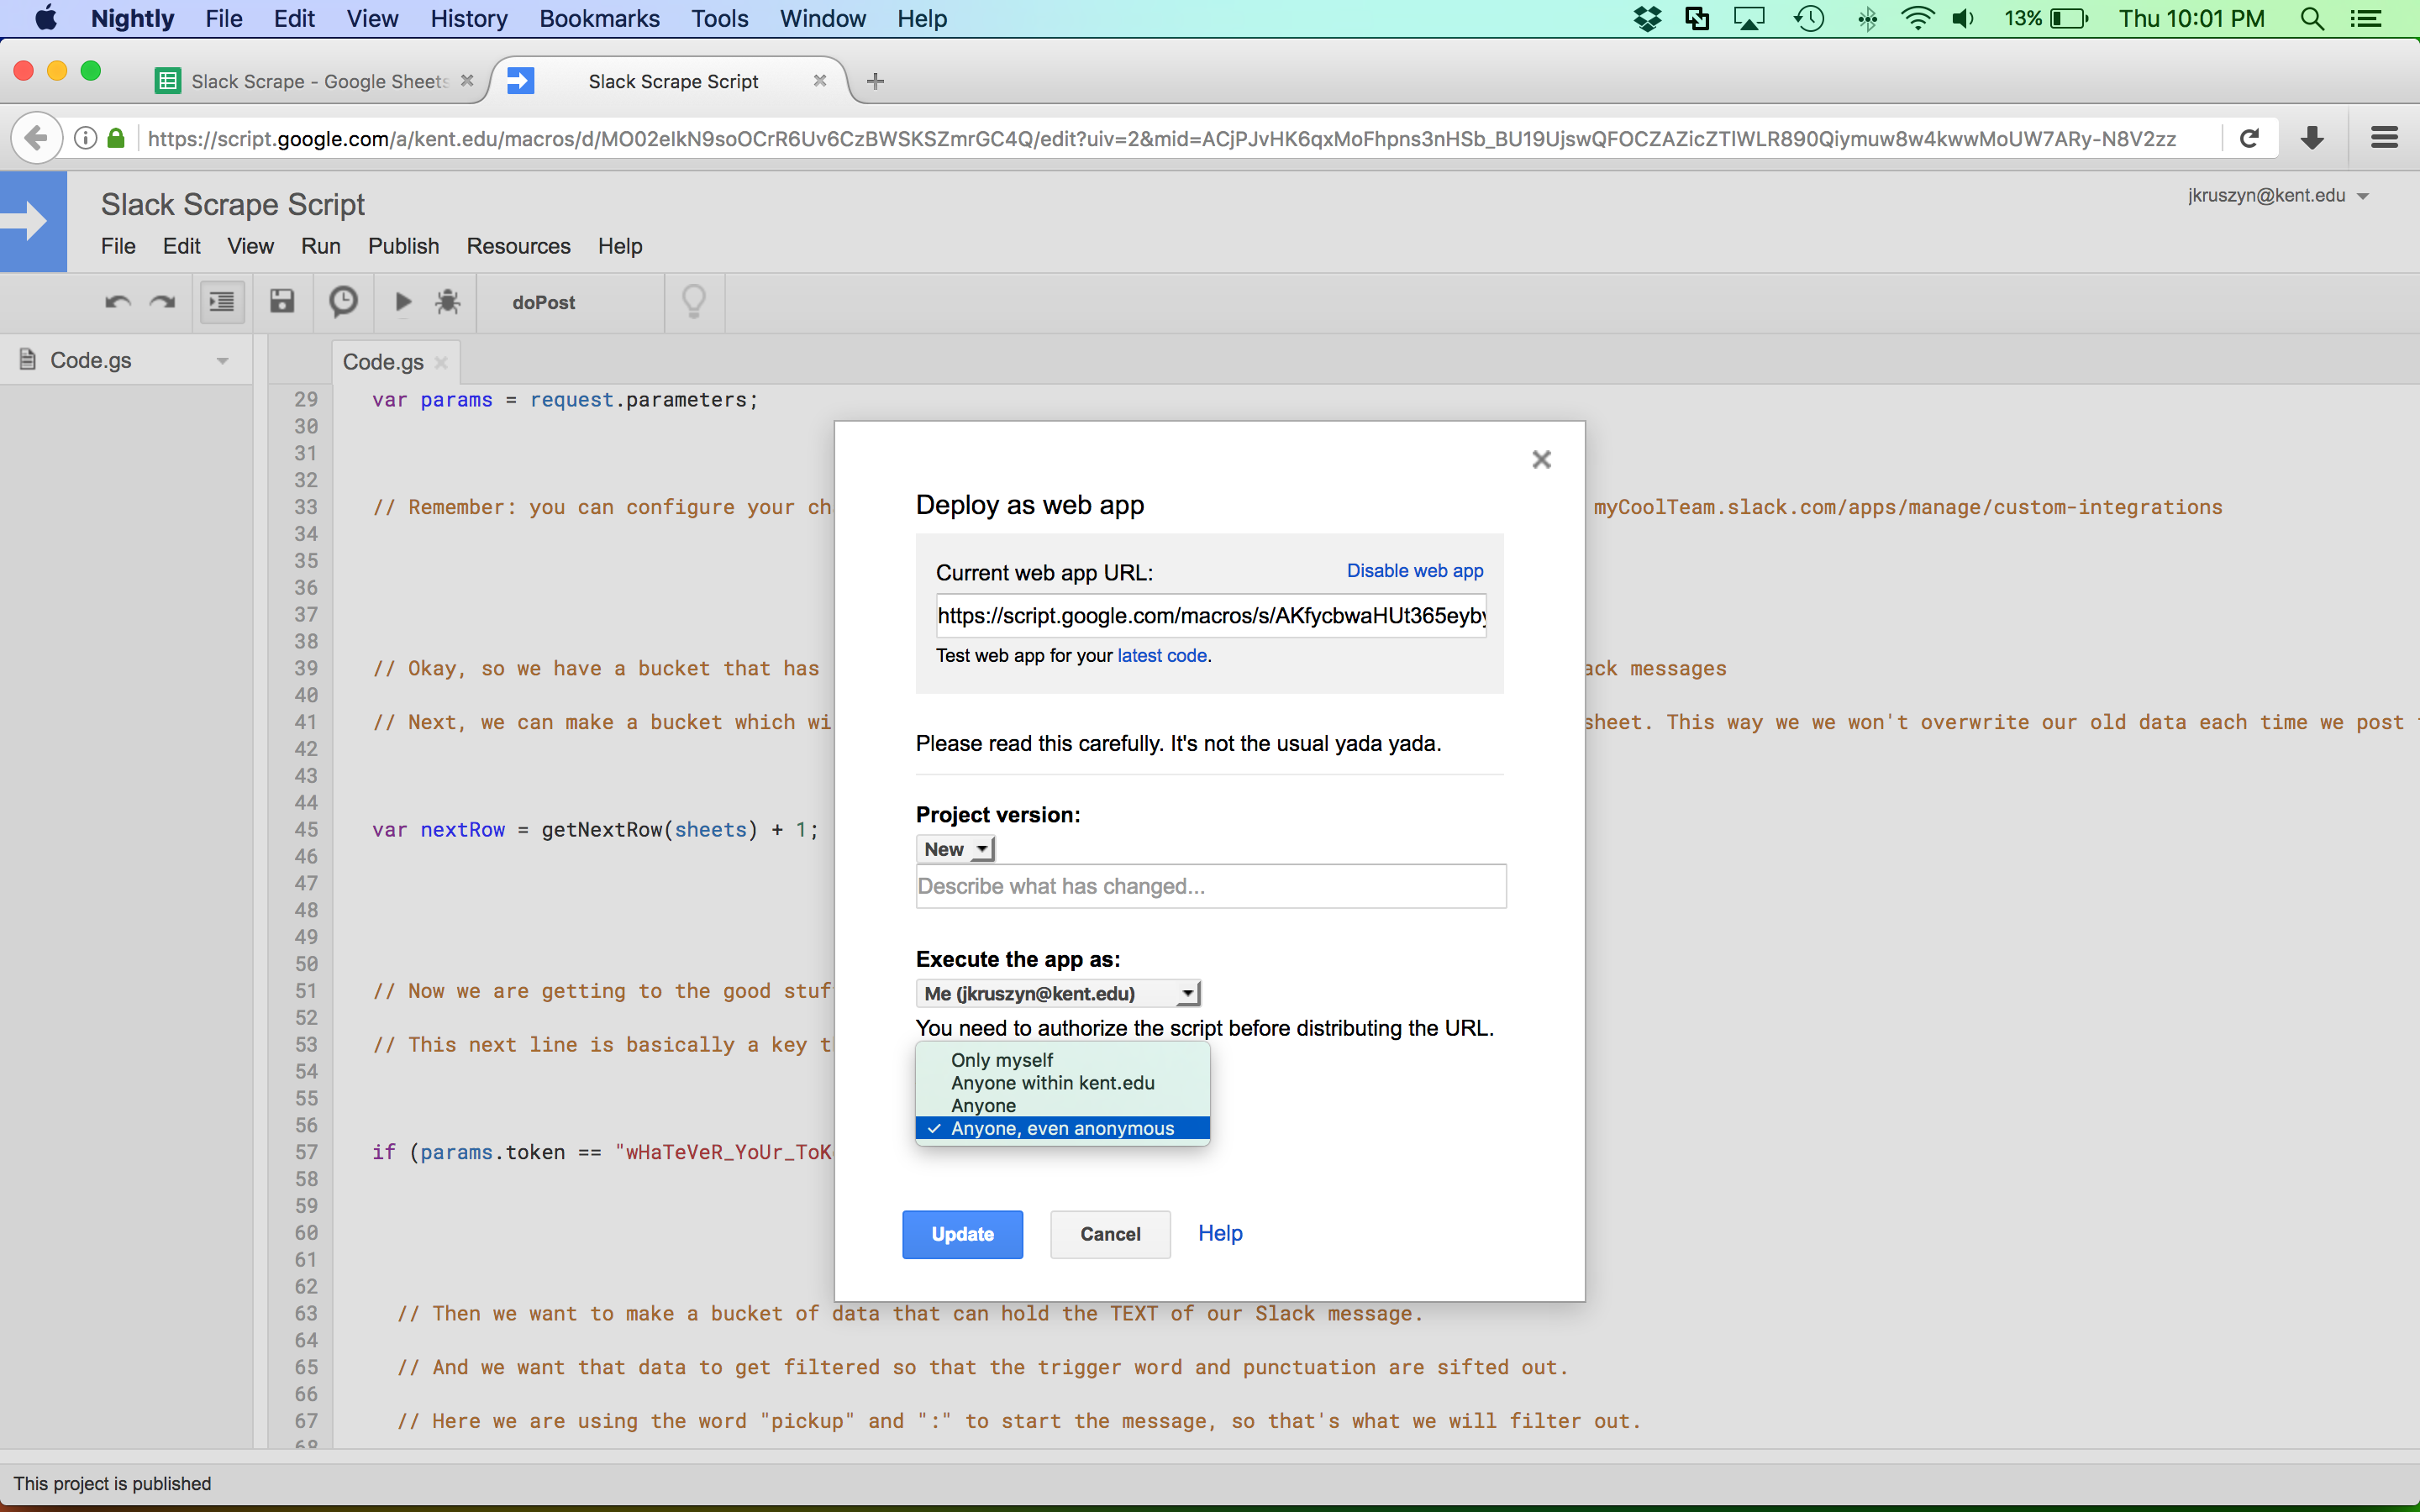 Nightly File Edit View History Bookmarks Tools Window Help 13% Thu 10:01 PM
Slack Scrape - Google Sheets Slack Scrape Script
https://script.google.com/a/kent.edu/macros/d/MO02elkN9soOCrR6Uv6CzBWSKSZmrGC4Q/edit?uiv=2&mid=ACjPJvHK6qxMoFhpns3nHSb_BU19UjswQFOCZAZicZTIWLR890Qiymuw8w4kwwMoUW7ARy-N8V2zz
Slack Scrape Script jkruszyn@kent.edu
File Edit View Run Publish Resources Help
doPost
Code.gs Code.gs
29 var params = request.parameters;
30
31
32
33 // Remember: you can configure your ch myCoolTeam.slack.com/apps/manage/custom-integrations
34
35
36
37
38
39 // Okay, so we have a bucket that has ack messages
40
41 // Next, we can make a bucket which wi sheet. This way we we won't overwrite our old data each time we post
42
43
44
45 var nextRow = getNextRow(sheets) + 1;
46
47
48
49
50
51 // Now we are getting to the good stuf
52
53 // This next line is basically a key t
54
55
56
57 if (params.token == "wHaTeVeR_YoUr_ToK
58
59
60
61
62
63 // Then we want to make a bucket of data that can hold the TEXT of our Slack message.
64
65 // And we want that data to get filtered so that the trigger word and punctuation are sifted out.
66
67 // Here we are using the word "pickup" and ":" to start the message, so that's what we will filter out.
68
Deploy as web app
Current web app URL: Disable web app
https://script.google.com/macros/s/AKfycbwaHUt365eyby
Test web app for your latest code.
Please read this carefully. It's not the usual yada yada.
Project version:
New
Describe what has changed...
Execute the app as:
Me (jkruszyn@kent.edu)
You need to authorize the script before distributing the URL.
Only myself
Anyone within kent.edu
Anyone
✓ Anyone, even anonymous
Update Cancel Help
This project is published